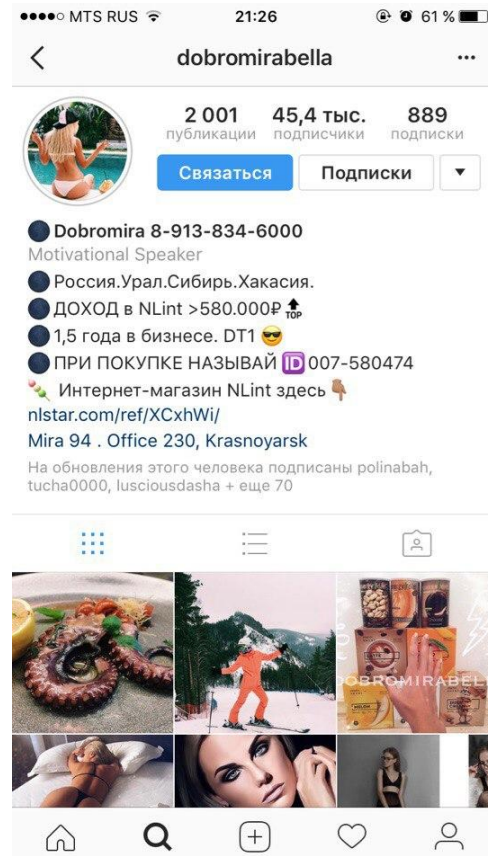 MTS RUS 21:26 61 %
dobromirabella
2 001 45,4 тыс. 889
публикации подписчики подписки
Связаться Подписки
Dobromira 8-913-834-6000
Motivational Speaker
Россия.Урал.Сибирь.Хакасия.
ДОХОД в NLint >580.000₽ TOP
1,5 года в бизнесе. DT1
ПРИ ПОКУПКЕ НАЗЫВАЙ ID 007-580474
Интернет-магазин NLint здесь
nlstar.com/ref/XCxhWi/
Mira 94 . Office 230, Krasnoyarsk
На обновления этого человека подписаны polinabah,
tucha0000, lusciousdasha + еще 70
DOBROMIRABEL